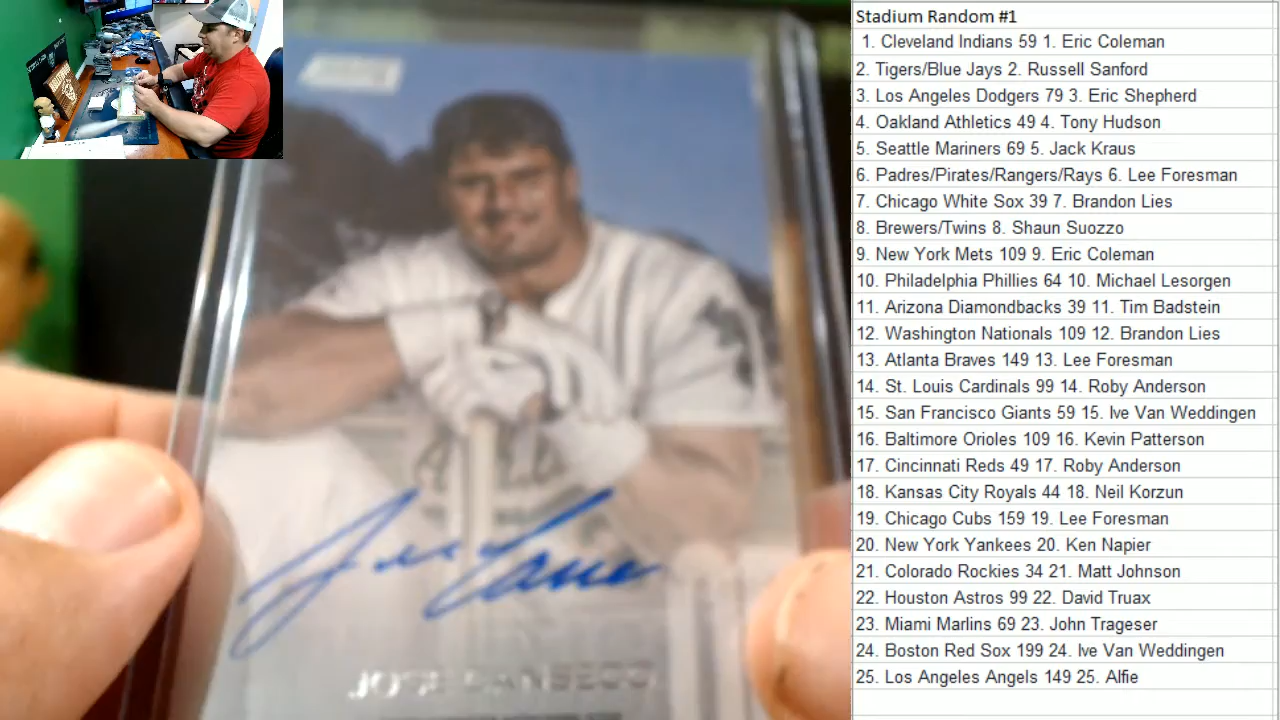 Stadium Random #1
1. Cleveland Indians 59 1. Eric Coleman
2. Tigers/Blue Jays 2. Russell Sanford
3. Los Angeles Dodgers 79 3. Eric Shepherd
4. Oakland Athletics 49 4. Tony Hudson
5. Seattle Mariners 69 5. Jack Kraus
6. Padres/Pirates/Rangers/Rays 6. Lee Foresman
7. Chicago White Sox 39 7. Brandon Lies
8. Brewers/Twins 8. Shaun Suozzo
9. New York Mets 109 9. Eric Coleman
10. Philadelphia Phillies 64 10. Michael Lesorgen
11. Arizona Diamondbacks 39 11. Tim Badstein
12. Washington Nationals 109 12. Brandon Lies
13. Atlanta Braves 149 13. Lee Foresman
14. St. Louis Cardinals 99 14. Roby Anderson
15. San Francisco Giants 59 15. Ive Van Weddingen
16. Baltimore Orioles 109 16. Kevin Patterson
17. Cincinnati Reds 49 17. Roby Anderson
18. Kansas City Royals 44 18. Neil Korzun
19. Chicago Cubs 159 19. Lee Foresman
20. New York Yankees 20. Ken Napier
21. Colorado Rockies 34 21. Matt Johnson
22. Houston Astros 99 22. David Truax
23. Miami Marlins 69 23. John Trageser
24. Boston Red Sox 199 24. Ive Van Weddingen
25. Los Angeles Angels 149 25. Alfie
JOSE CANSECO